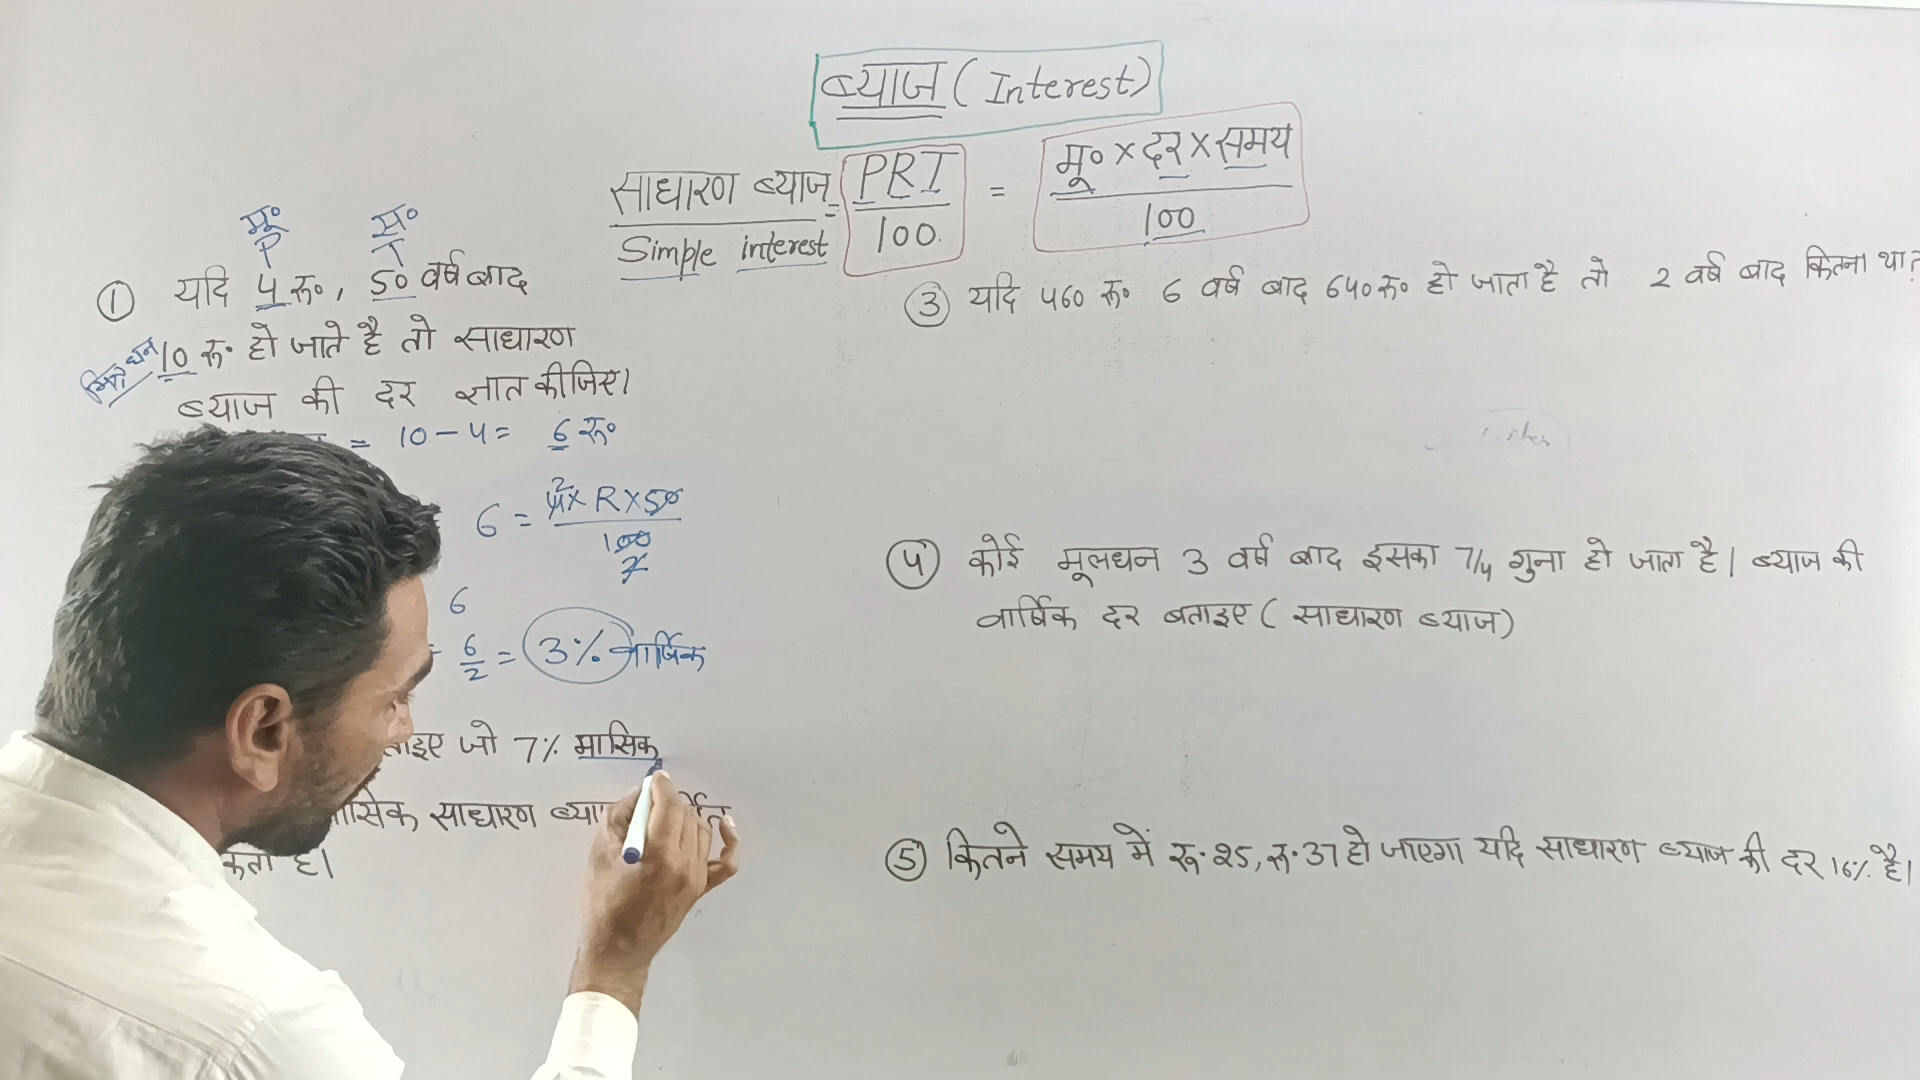 ब्याज ( Interest )
साधारण ब्याज = PRT = मू० × दर × समय
Simple interest 100. 100
मू० स०
P T
① यदि 4 रू०, 50 वर्ष बाद
मिश्रधन 10 रू० हो जाते है तो साधारण
ब्याज की दर ज्ञात कीजिए।
= 10 - 4 = 6 रू०
2
6 = 4 × R × 50
100
2
6
6/2 = 3% वार्षिक
जो 7% मासिक
साधारण
है।
③ यदि 460 रू० 6 वर्ष बाद 640 रू० हो जाता है तो 2 वर्ष बाद कितना था?
④ कोई मूलधन 3 वर्ष बाद इसका 7/4 गुना हो जाता है। ब्याज की
वार्षिक दर बताइए ( साधारण ब्याज )
⑤ कितने समय में रू. 25, रू. 37 हो जाएगा यदि साधारण ब्याज की दर 16% है।